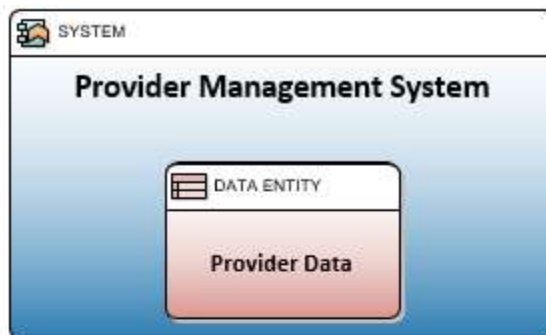 SYSTEM
Provider Management System
DATA ENTITY
Provider Data